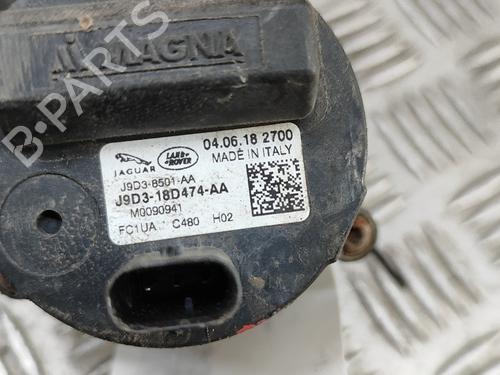 MAGNA
B-PARTS
JAGUAR
LAND ROVER
04.06.18 2700
MADE IN ITALY
J9D3-8501-AA
J9D3-18D474-AA
M0090941
FC1UA C480 H02